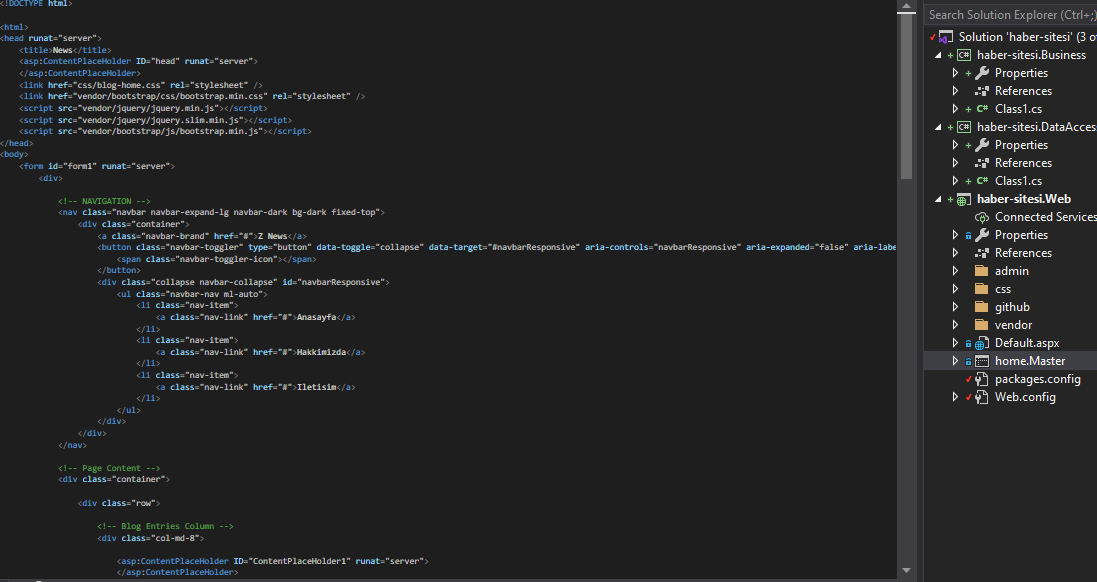 <!DOCTYPE html>
<html>
<head runat="server">
<title>News</title>
<asp:ContentPlaceHolder ID="head" runat="server">
</asp:ContentPlaceHolder>
<link href="css/blog-home.css" rel="stylesheet" />
<link href="vendor/bootstrap/css/bootstrap.min.css" rel="stylesheet" />
<script src="vendor/jquery/jquery.min.js"></script>
<script src="vendor/jquery/jquery.slim.min.js"></script>
<script src="vendor/bootstrap/js/bootstrap.min.js"></script>
</head>
<body>
<form id="form1" runat="server">
<div>
<!-- NAVIGATION -->
<nav class="navbar navbar-expand-lg navbar-dark bg-dark fixed-top">
<div class="container">
<a class="navbar-brand" href="#">Z News</a>
<button class="navbar-toggler" type="button" data-toggle="collapse" data-target="#navbarResponsive" aria-controls="navbarResponsive" aria-expanded="false" aria-labe
<span class="navbar-toggler-icon"></span>
</button>
<div class="collapse navbar-collapse" id="navbarResponsive">
<ul class="navbar-nav ml-auto">
<li class="nav-item">
<a class="nav-link" href="#">Anasayfa</a>
</li>
<li class="nav-item">
<a class="nav-link" href="#">Hakkimizda</a>
</li>
<li class="nav-item">
<a class="nav-link" href="#">Iletisim</a>
</li>
</ul>
</div>
</div>
</nav>
<!-- Page Content -->
<div class="container">
<div class="row">
<!-- Blog Entries Column -->
<div class="col-md-8">
<asp:ContentPlaceHolder ID="ContentPlaceHolder1" runat="server">
</asp:ContentPlaceHolder>
Search Solution Explorer (Ctrl+;)
Solution 'haber-sitesi' (3 of
C# haber-sitesi.Business
Properties
References
C# Class1.cs
C# haber-sitesi.DataAcces
Properties
References
C# Class1.cs
haber-sitesi.Web
Connected Services
Properties
References
admin
css
github
vendor
Default.aspx
home.Master
packages.config
Web.config